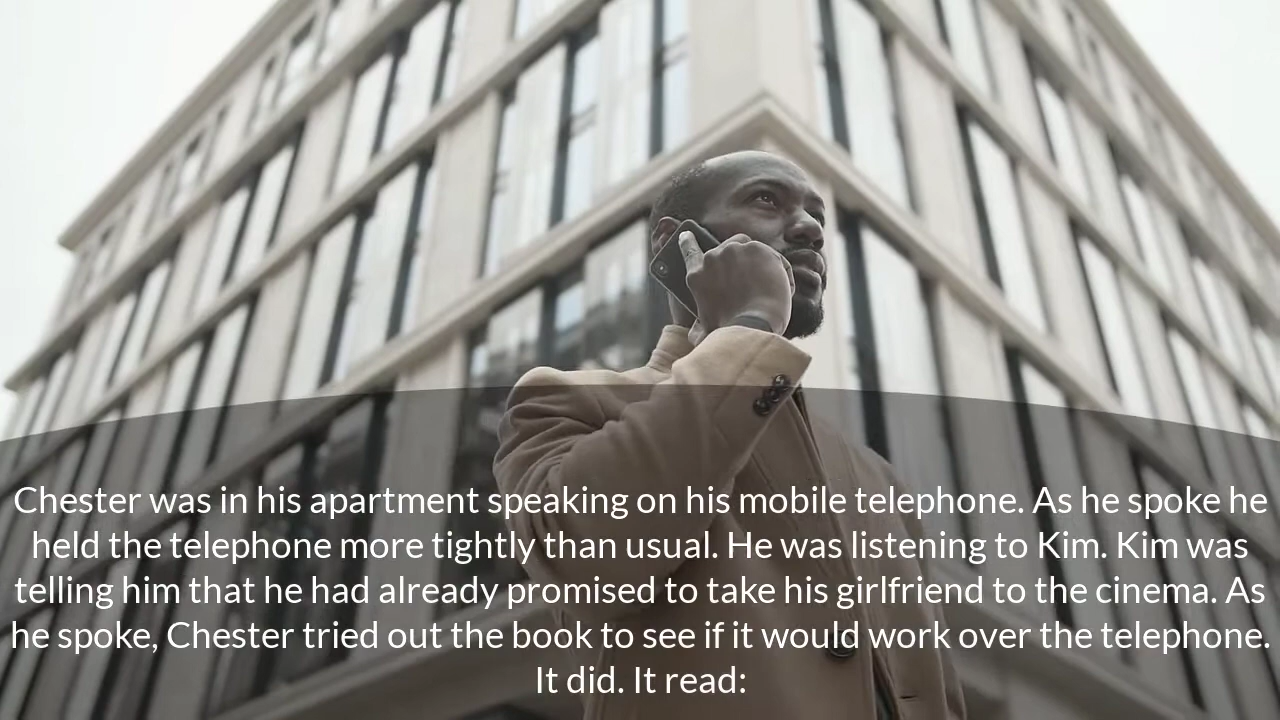 Chester was in his apartment speaking on his mobile telephone. As he spoke he
held the telephone more tightly than usual. He was listening to Kim. Kim was
telling him that he had already promised to take his girlfriend to the cinema. As
he spoke, Chester tried out the book to see if it would work over the telephone.
It did. It read: